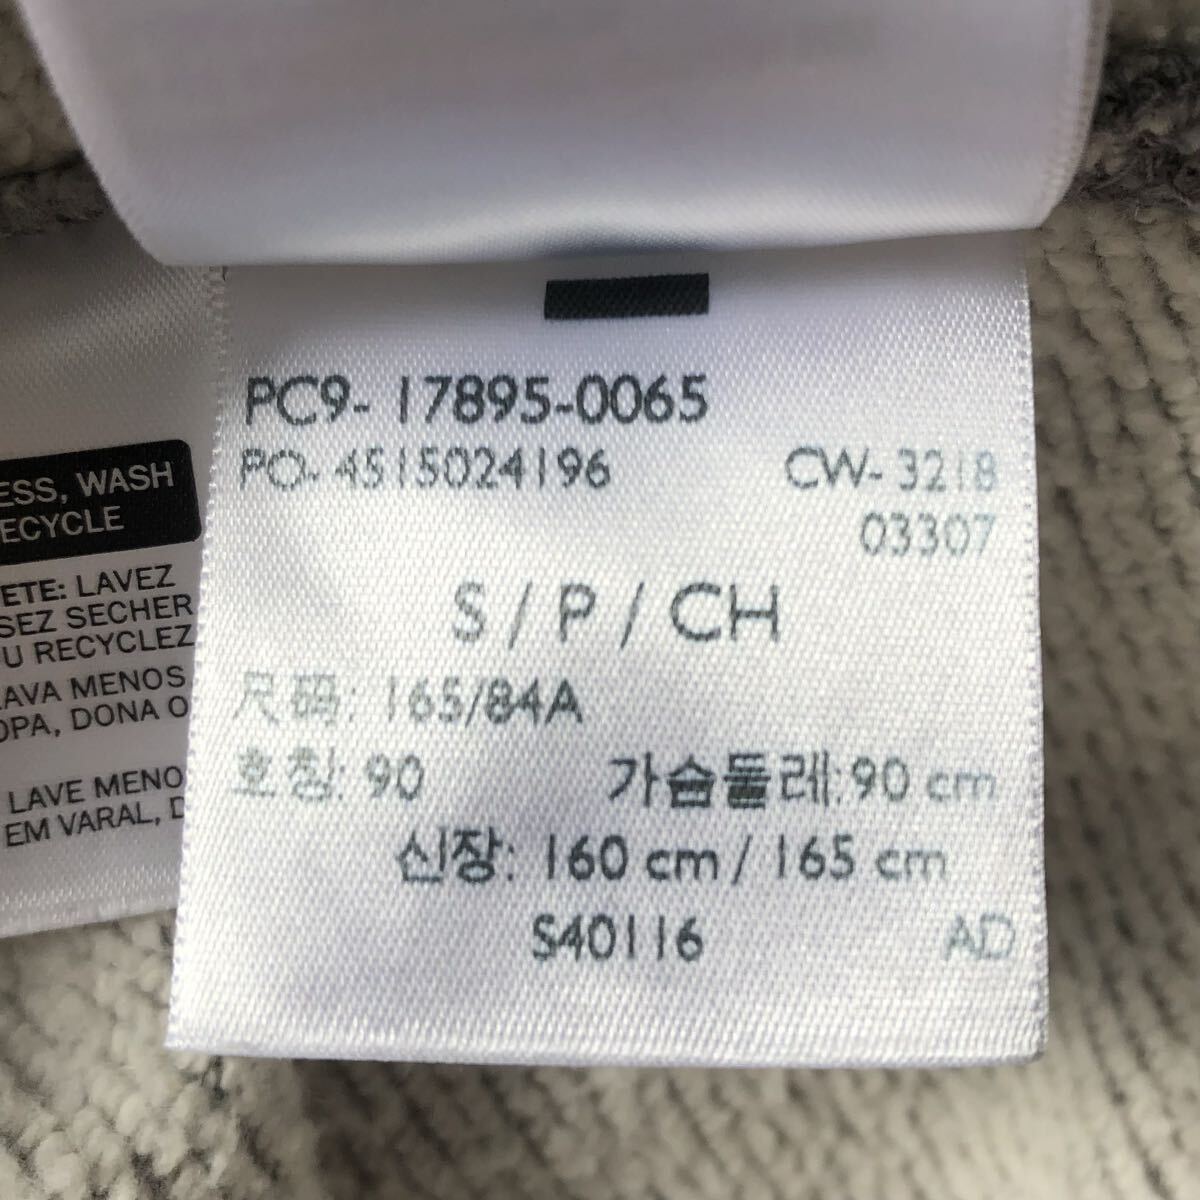 PC9-17895-0065
PO-4515024196 CW-3218
03307
S / P / CH
尺码: 165/84A
호칭: 90 가슴둘레:90 cm
신장: 160 cm / 165 cm
S40116 AD
ESS, WASH
ECYCLE
ETE: LAVEZ
SEZ SECHER
U RECYCLEZ
LAVA MENOS
OPA, DONA O
LAVE MENO
EM VARAL, D